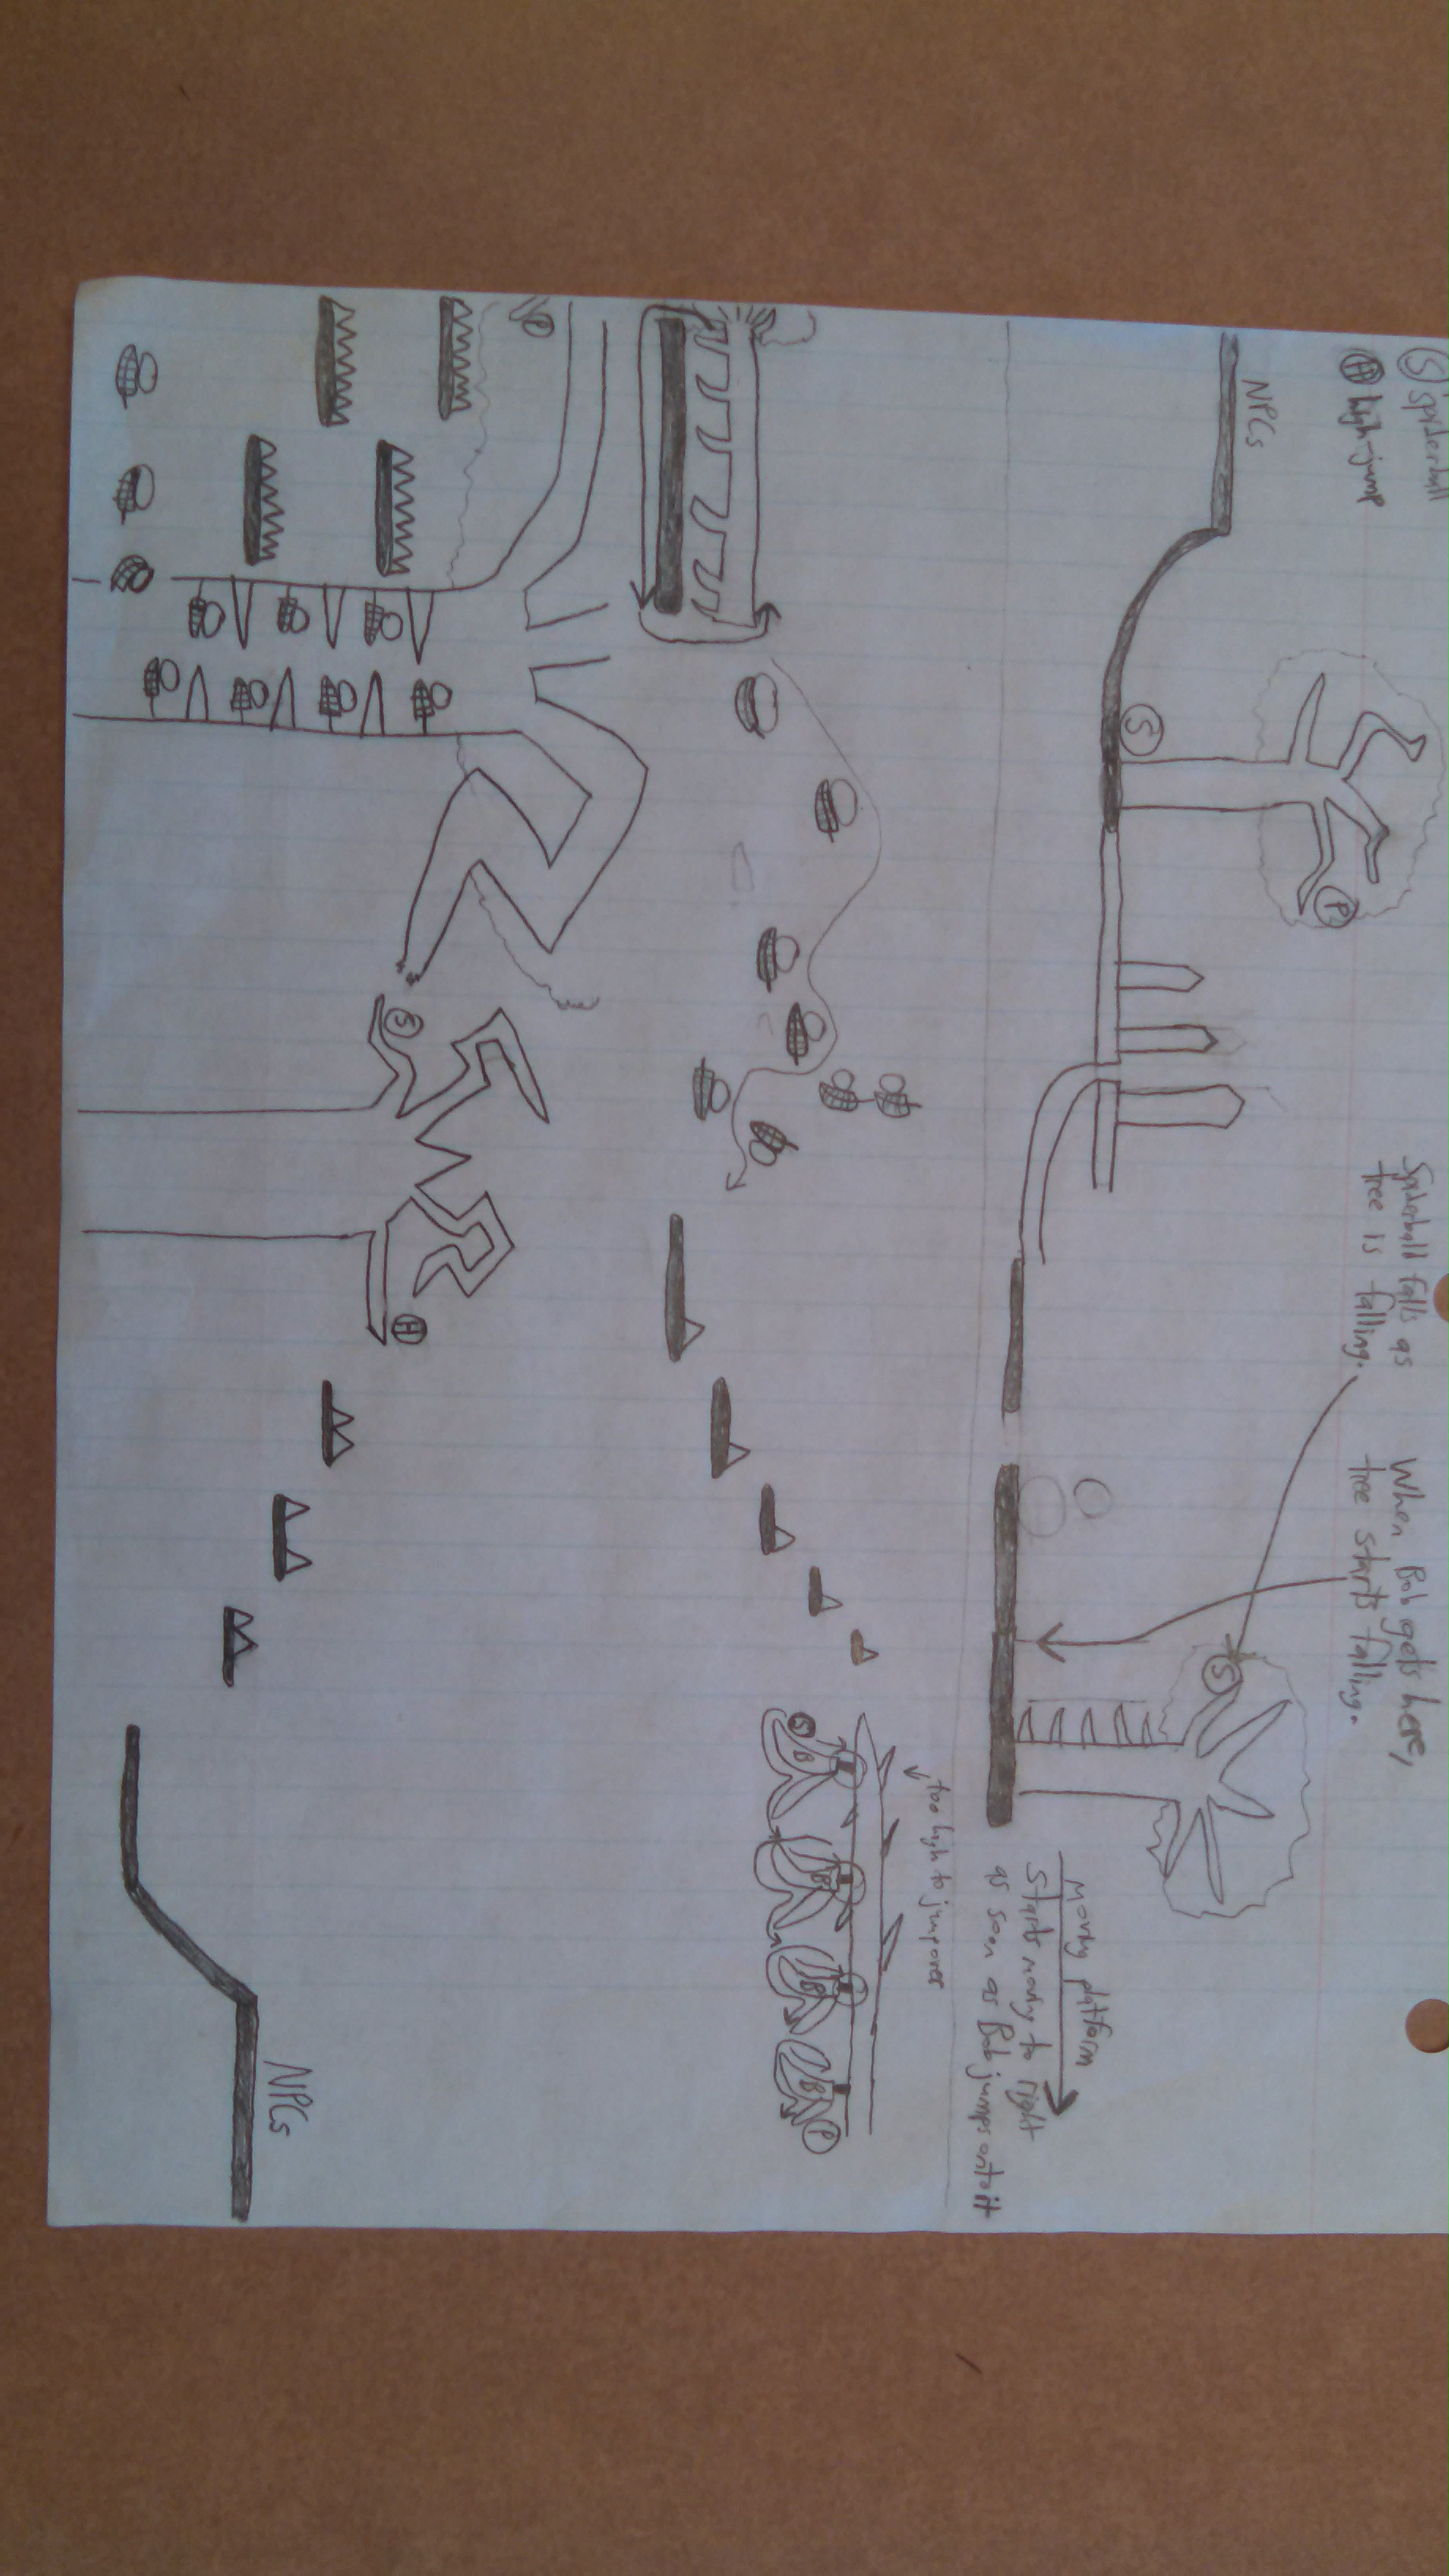 S spiderball
H high-jump
NPCs
S
P
Spiderball falls as
tree is falling.
When Bob gets here,
tree starts falling.
S
moving platform
starts moving to right
as soon as Bob jumps onto it
too high to jump over
S
B
B
B
B
P
P
S
H
NPCs